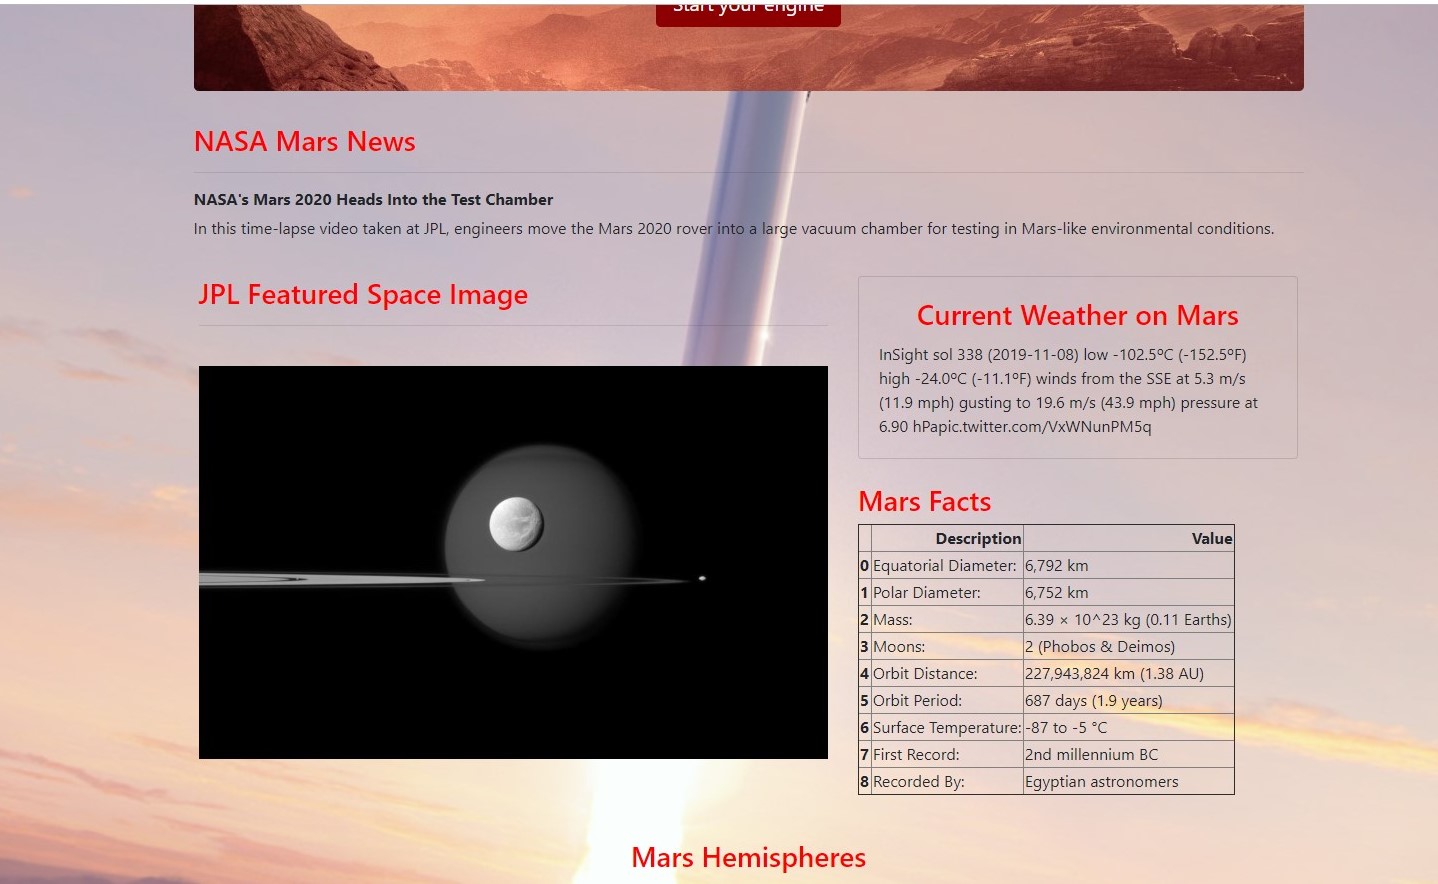 Start your engine
NASA Mars News
NASA's Mars 2020 Heads Into the Test Chamber
In this time-lapse video taken at JPL, engineers move the Mars 2020 rover into a large vacuum chamber for testing in Mars-like environmental conditions.
JPL Featured Space Image
Current Weather on Mars
InSight sol 338 (2019-11-08) low -102.5ºC (-152.5ºF)
high -24.0ºC (-11.1ºF) winds from the SSE at 5.3 m/s
(11.9 mph) gusting to 19.6 m/s (43.9 mph) pressure at
6.90 hPapic.twitter.com/VxWNunPM5q
Mars Facts
Description Value
0 Equatorial Diameter: 6,792 km
1 Polar Diameter: 6,752 km
2 Mass: 6.39 × 10^23 kg (0.11 Earths)
3 Moons: 2 (Phobos & Deimos)
4 Orbit Distance: 227,943,824 km (1.38 AU)
5 Orbit Period: 687 days (1.9 years)
6 Surface Temperature: -87 to -5 °C
7 First Record: 2nd millennium BC
8 Recorded By: Egyptian astronomers
Mars Hemispheres